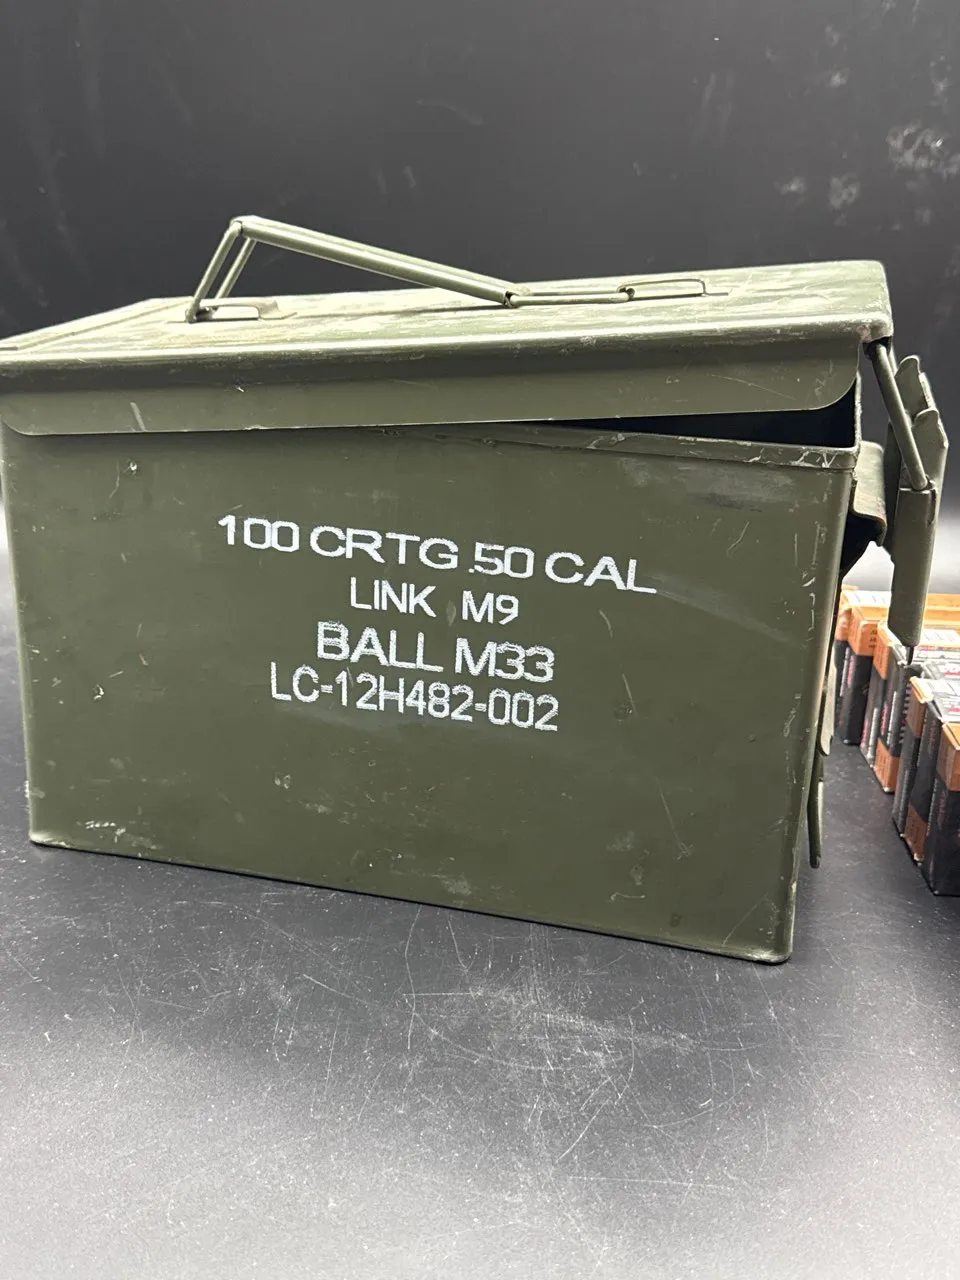 100 CRTG .50 CAL
LINK M9
BALL M33
LC-12H482-002